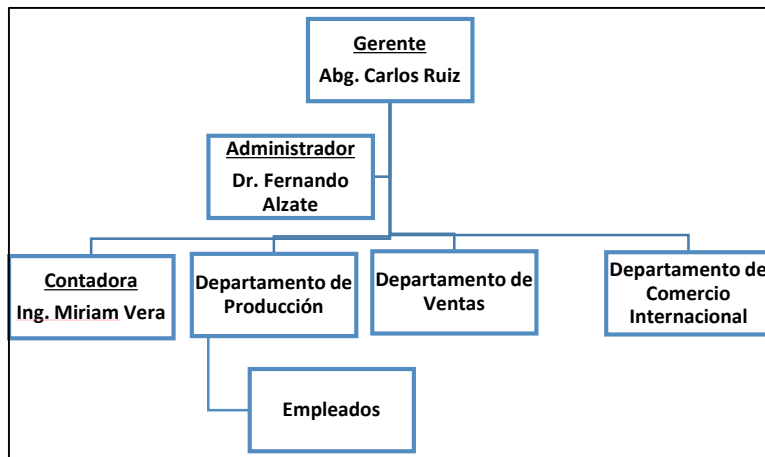 Gerente
Abg. Carlos Ruiz
Administrador
Dr. Fernando
Alzate
Contadora
Ing. Miriam Vera
Departamento de
Producción
Departamento de
Ventas
Departamento de
Comercio
Internacional
Empleados